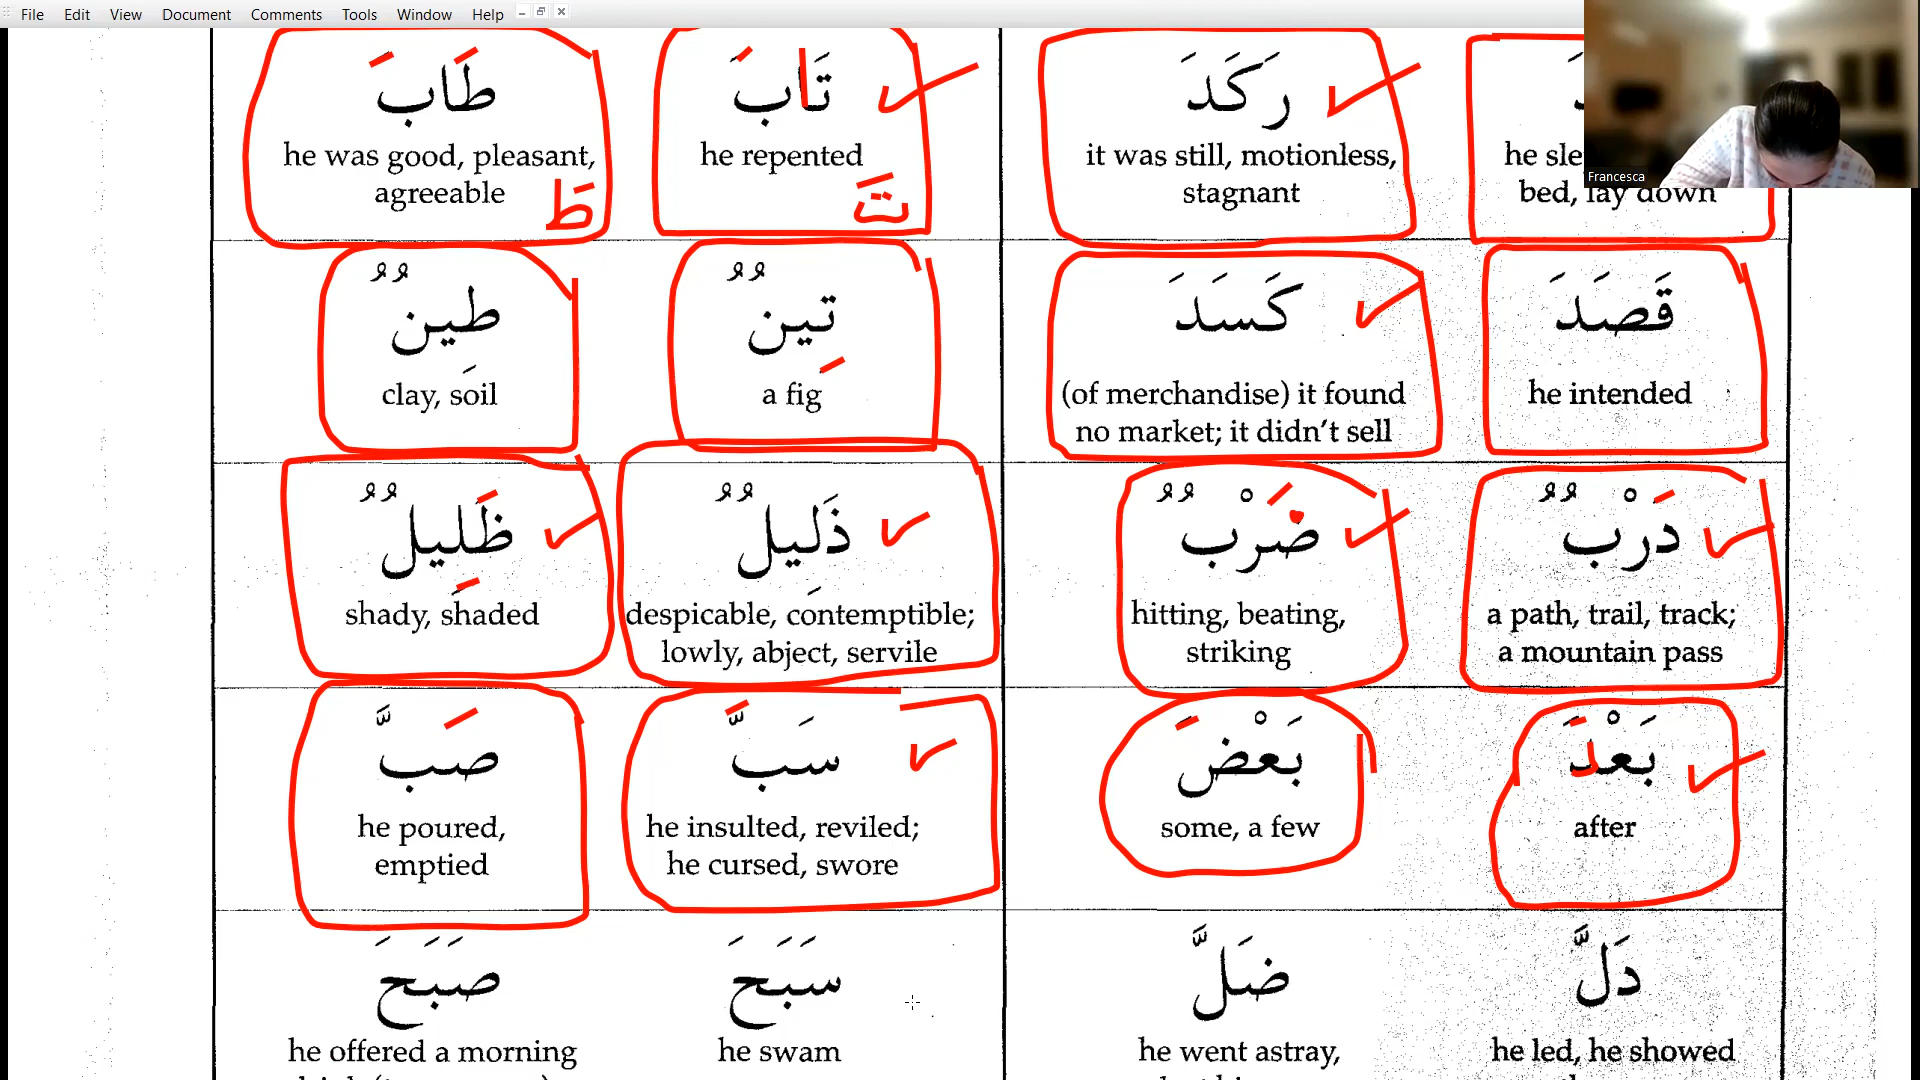 File Edit View Document Comments Tools Window Help
Francesca
طَابَ تَابَ رَكَدَ
he was good, pleasant, agreeable
he repented
it was still, motionless, stagnant
he sle
bed, lay down
طَ
تَ
طِينٌ تِينٌ كَسَدَ قَصَدَ
clay, soil
a fig
(of merchandise) it found
no market; it didn't sell
he intended
ظَلِيلٌ ذَلِيلٌ ضَرْبٌ دَرْبٌ
shady, shaded
despicable, contemptible;
lowly, abject, servile
hitting, beating,
striking
a path, trail, track;
a mountain pass
صَبَّ سَبَّ بَعْضَ بَعْدَ
he poured,
emptied
he insulted, reviled;
he cursed, swore
some, a few
after
صَبَحَ سَبَحَ ضَلَّ دَلَّ
he offered a morning
he swam
he went astray,
he led, he showed